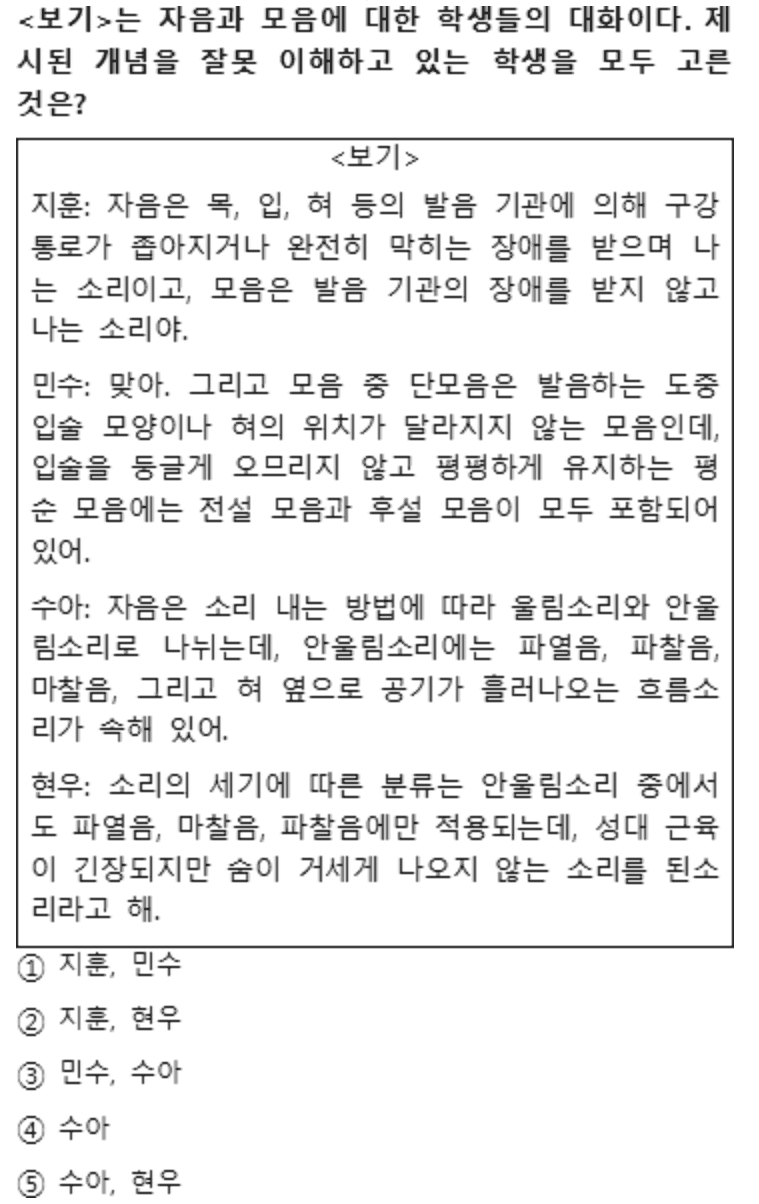 <보기>는 자음과 모음에 대한 학생들의 대화이다. 제
시된 개념을 잘못 이해하고 있는 학생을 모두 고른
것은?
<보기>
지훈: 자음은 목, 입, 혀 등의 발음 기관에 의해 구강
통로가 좁아지거나 완전히 막히는 장애를 받으며 나
는 소리이고, 모음은 발음 기관의 장애를 받지 않고
나는 소리야.
민수: 맞아. 그리고 모음 중 단모음은 발음하는 도중
입술 모양이나 혀의 위치가 달라지지 않는 모음인데,
입술을 둥글게 오므리지 않고 평평하게 유지하는 평
순 모음에는 전설 모음과 후설 모음이 모두 포함되어
있어.
수아: 자음은 소리 내는 방법에 따라 울림소리와 안울
림소리로 나뉘는데, 안울림소리에는 파열음, 파찰음,
마찰음, 그리고 혀 옆으로 공기가 흘러나오는 흐름소
리가 속해 있어.
현우: 소리의 세기에 따른 분류는 안울림소리 중에서
도 파열음, 마찰음, 파찰음에만 적용되는데, 성대 근육
이 긴장되지만 숨이 거세게 나오지 않는 소리를 된소
리라고 해.
① 지훈, 민수
② 지훈, 현우
③ 민수, 수아
④ 수아
⑤ 수아, 현우